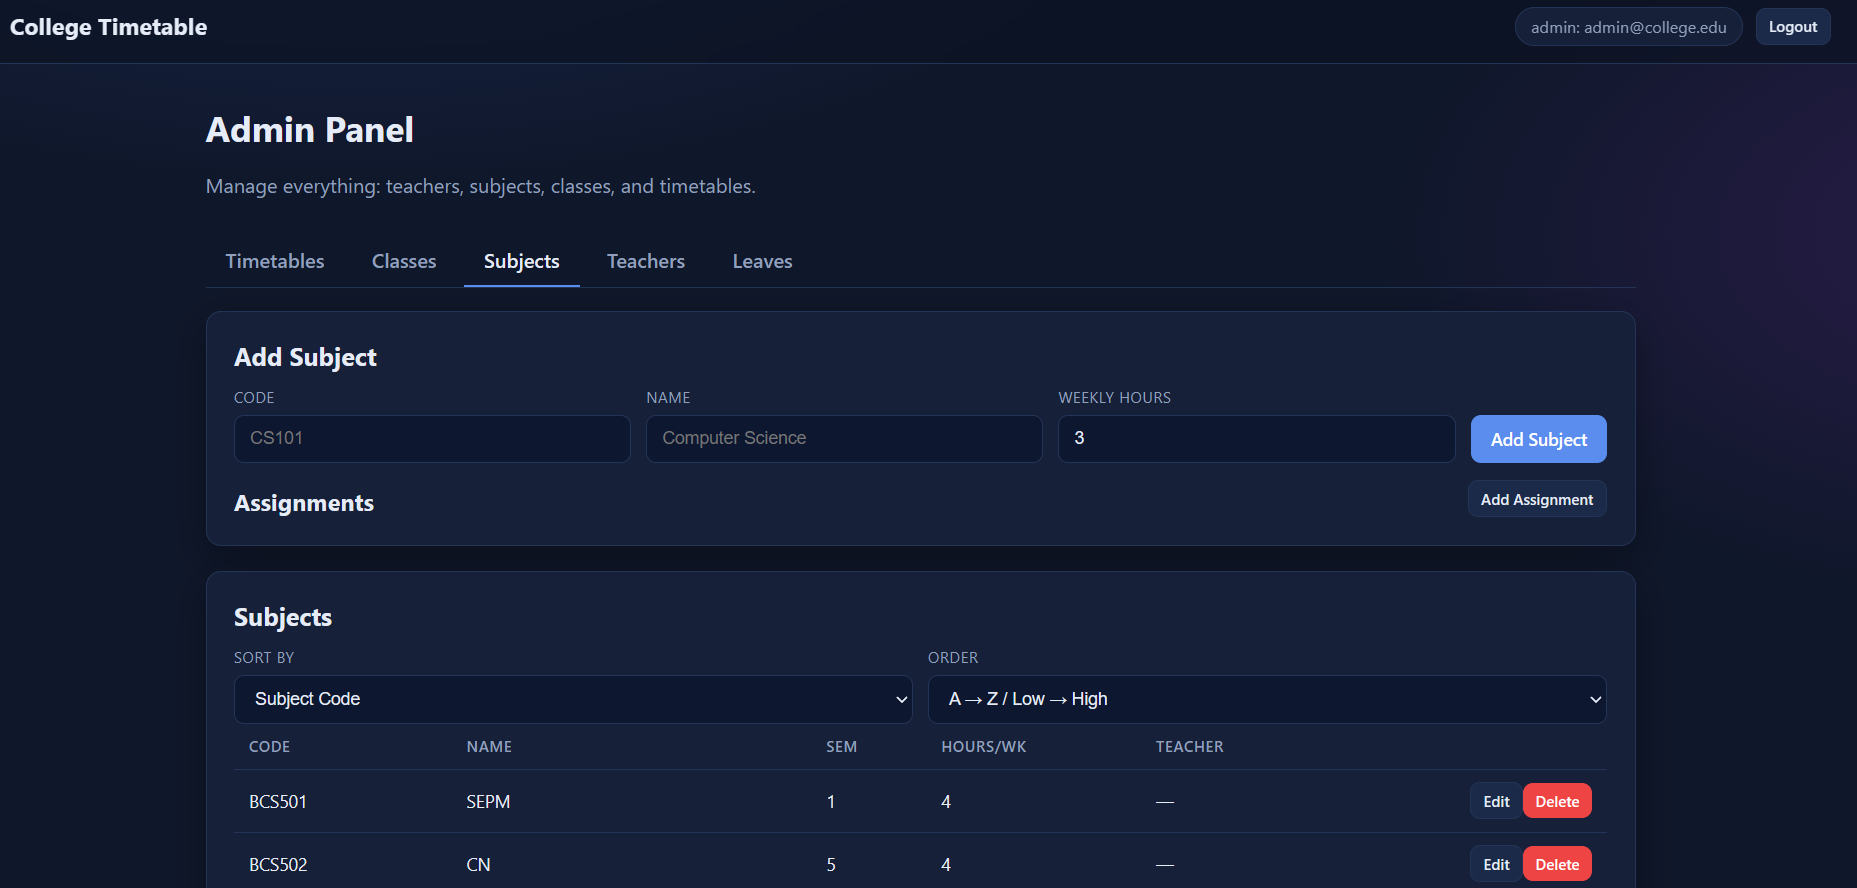 College Timetable
admin: admin@college.edu
Logout
Admin Panel
Manage everything: teachers, subjects, classes, and timetables.
Timetables Classes Subjects Teachers Leaves
Add Subject
CODE NAME WEEKLY HOURS
CS101 Computer Science 3 Add Subject
Assignments Add Assignment
Subjects
SORT BY ORDER
Subject Code A → Z / Low → High
CODE NAME SEM HOURS/WK TEACHER
BCS501 SEPM 1 4 — Edit Delete
BCS502 CN 5 4 — Edit Delete